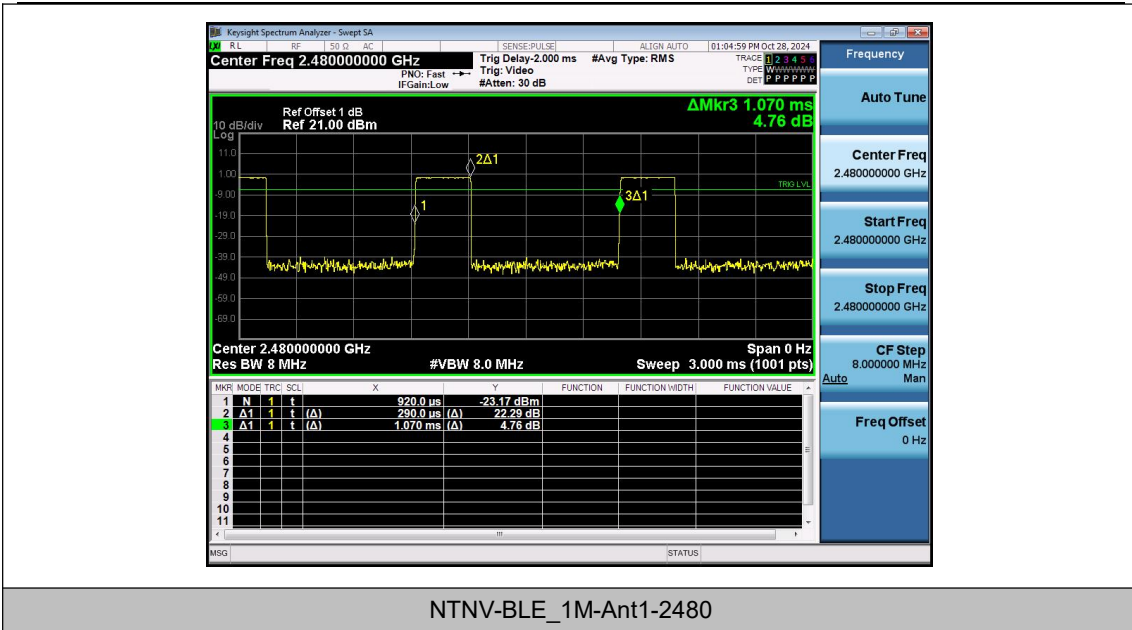 Keysight Spectrum Analyzer - Swept SA
LXI RL RF 50 Ω AC SENSE:PULSE ALIGN AUTO 01:04:59 PM Oct 28, 2024
Center Freq 2.480000000 GHz
PNO: Fast
IFGain:Low
Trig Delay-2.000 ms
Trig: Video
#Atten: 30 dB
#Avg Type: RMS
TRACE 1 2 3 4 5 6
TYPE WWWWWW
DET P P P P P P
Frequency
Auto Tune
Center Freq
2.480000000 GHz
Start Freq
2.480000000 GHz
Stop Freq
2.480000000 GHz
CF Step
8.000000 MHz
Auto Man
Freq Offset
0 Hz
ΔMkr3 1.070 ms
4.76 dB
Ref Offset 1 dB
10 dB/div Ref 21.00 dBm
Log
11.0
1.00
-9.00
-19.0
-29.0
-39.0
-49.0
-59.0
-69.0
2Δ1
1
3Δ1
TRIG LVL
Center 2.480000000 GHz Span 0 Hz
Res BW 8 MHz #VBW 8.0 MHz Sweep 3.000 ms (1001 pts)
MKR MODE TRC SCL X Y FUNCTION FUNCTION WIDTH FUNCTION VALUE
1 N 1 t 920.0 µs -23.17 dBm
2 Δ1 1 t (Δ) 290.0 µs (Δ) 22.29 dB
3 Δ1 1 t (Δ) 1.070 ms (Δ) 4.76 dB
4
5
6
7
8
9
10
11
MSG STATUS
NTNV-BLE_1M-Ant1-2480